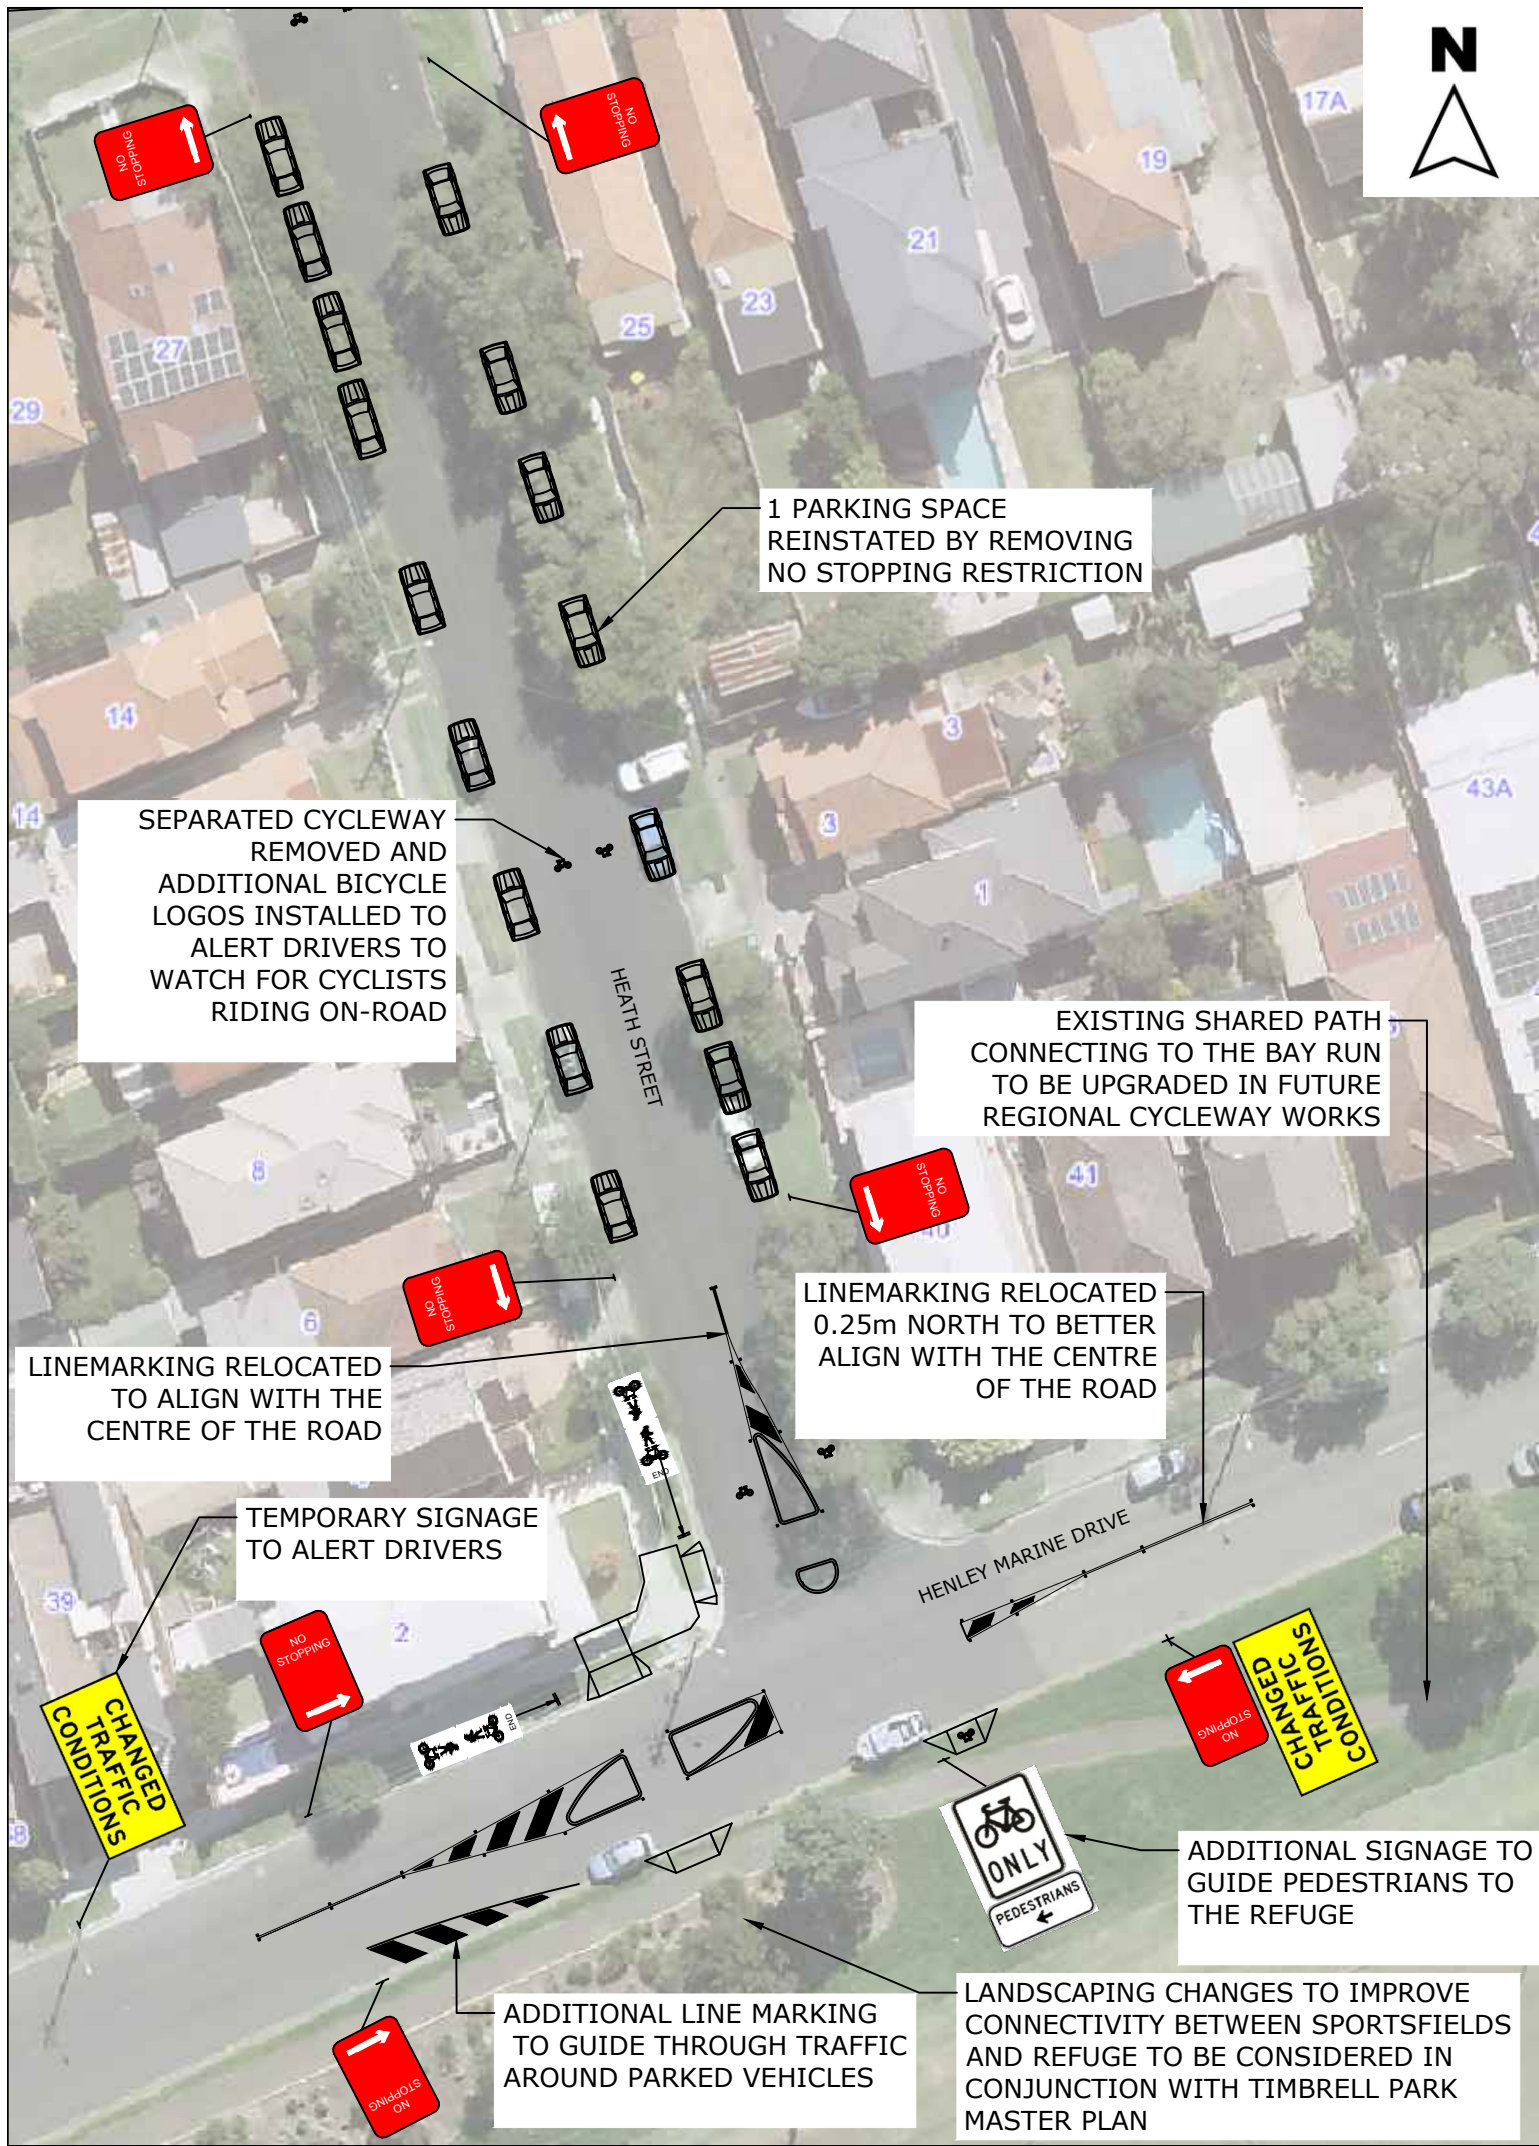 N
NO
STOPPING
NO
STOPPING
17A
19
21
23
25
27
29
1 PARKING SPACE
REINSTATED BY REMOVING
NO STOPPING RESTRICTION
14
3
3
43A
14
1
SEPARATED CYCLEWAY
REMOVED AND
ADDITIONAL BICYCLE
LOGOS INSTALLED TO
ALERT DRIVERS TO
WATCH FOR CYCLISTS
RIDING ON-ROAD
HEATH STREET
EXISTING SHARED PATH
CONNECTING TO THE BAY RUN
TO BE UPGRADED IN FUTURE
REGIONAL CYCLEWAY WORKS
8
41
NO
STOPPING
40
NO
STOPPING
6
LINEMARKING RELOCATED
0.25m NORTH TO BETTER
ALIGN WITH THE CENTRE
OF THE ROAD
LINEMARKING RELOCATED
TO ALIGN WITH THE
CENTRE OF THE ROAD
END
TEMPORARY SIGNAGE
TO ALERT DRIVERS
HENLEY MARINE DRIVE
39
2
NO
STOPPING
CHANGED
TRAFFIC
CONDITIONS
END
NO
STOPPING
CHANGED
TRAFFIC
CONDITIONS
ONLY
PEDESTRIANS
ADDITIONAL SIGNAGE TO
GUIDE PEDESTRIANS TO
THE REFUGE
ADDITIONAL LINE MARKING
TO GUIDE THROUGH TRAFFIC
AROUND PARKED VEHICLES
LANDSCAPING CHANGES TO IMPROVE
CONNECTIVITY BETWEEN SPORTSFIELDS
AND REFUGE TO BE CONSIDERED IN
CONJUNCTION WITH TIMBRELL PARK
MASTER PLAN
NO
STOPPING